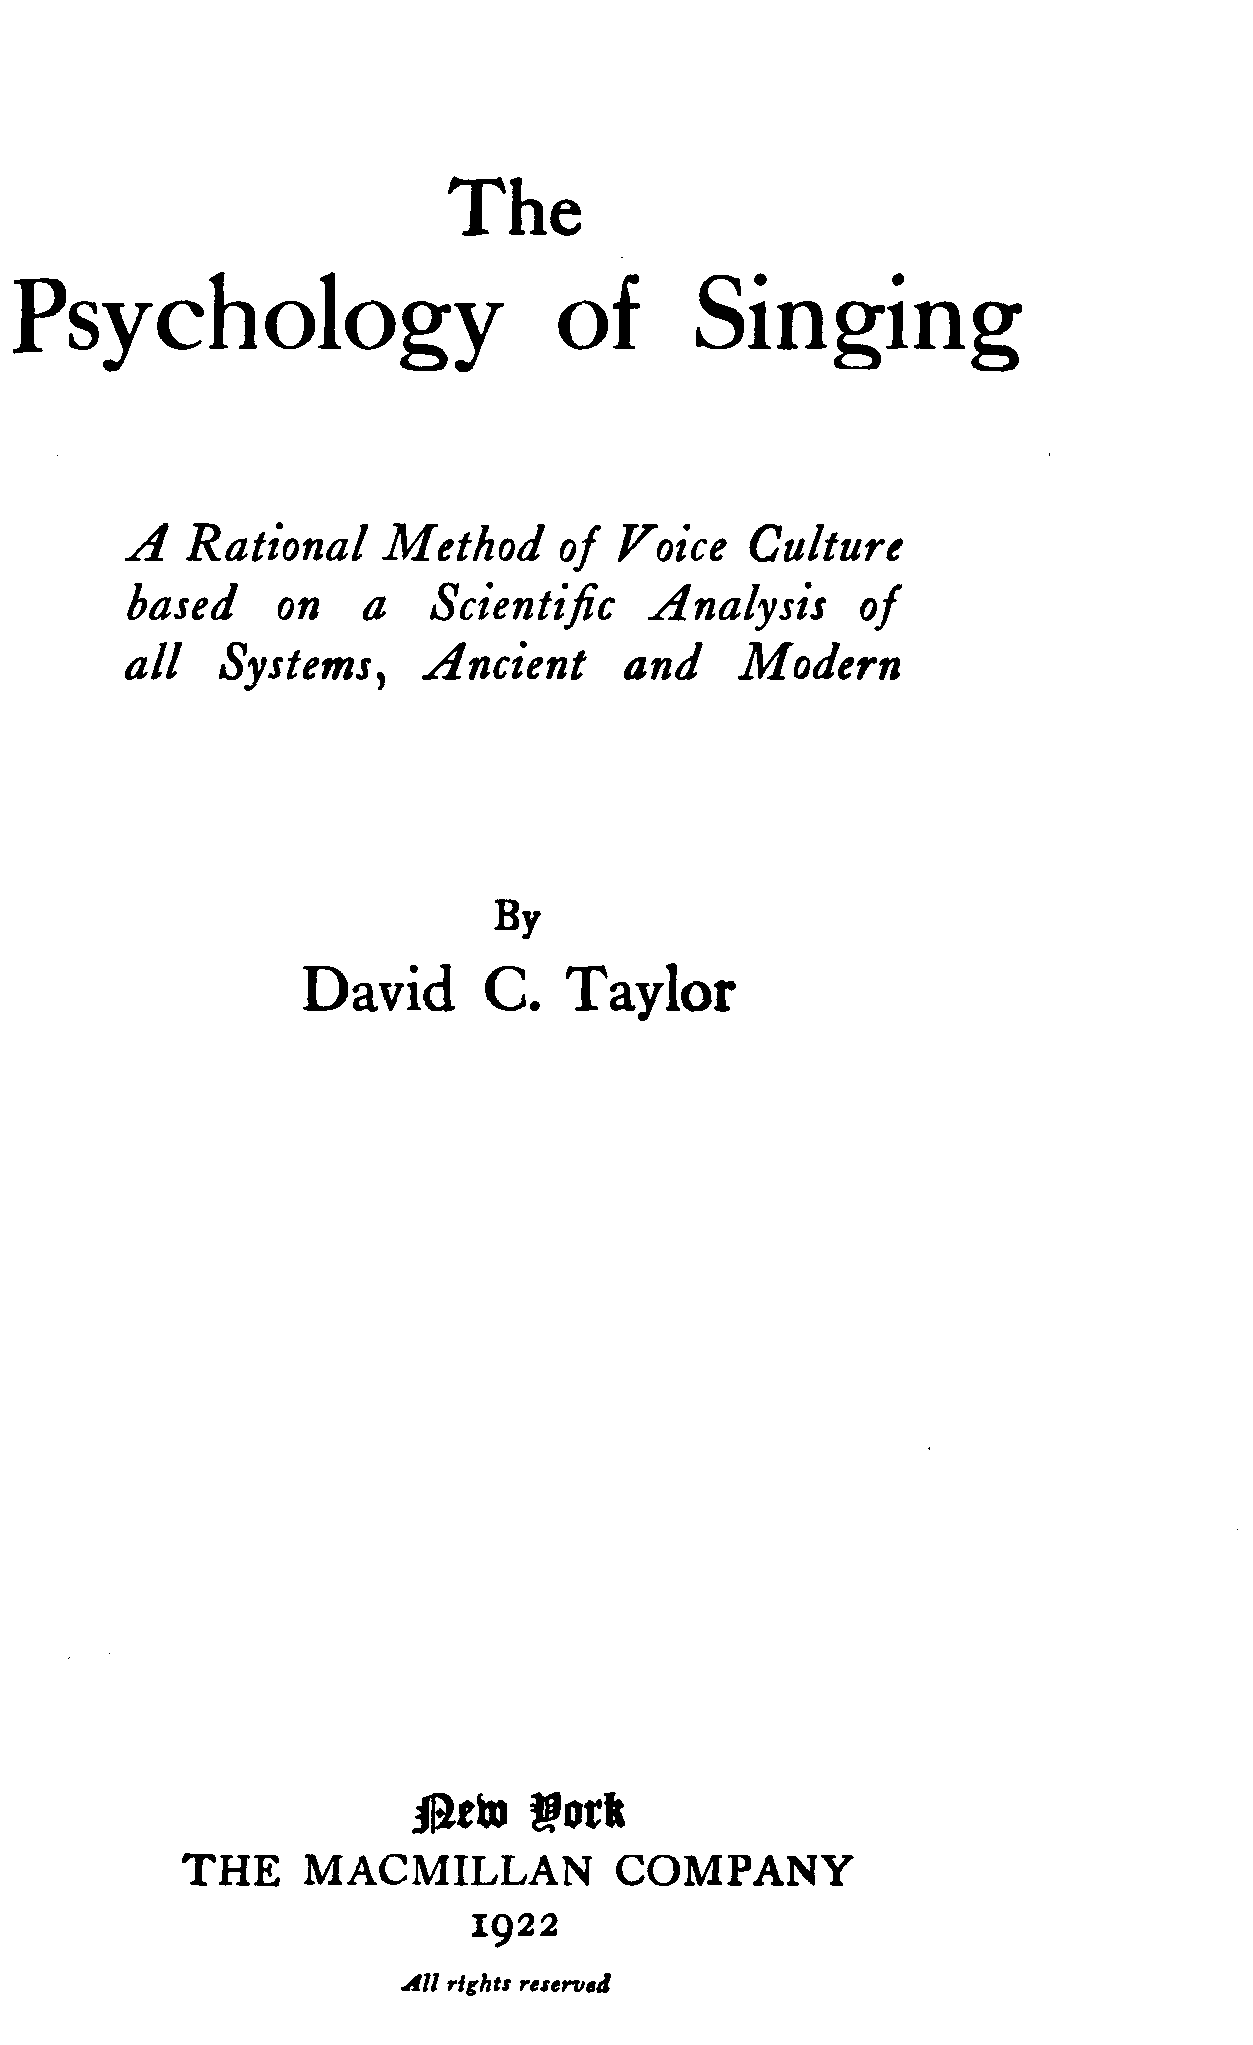 The
Psychology of Singing
A Rational Method of Voice Culture
based on a Scientific Analysis of
all Systems, Ancient and Modern
By
David C. Taylor
New York
THE MACMILLAN COMPANY
1922
All rights reserved